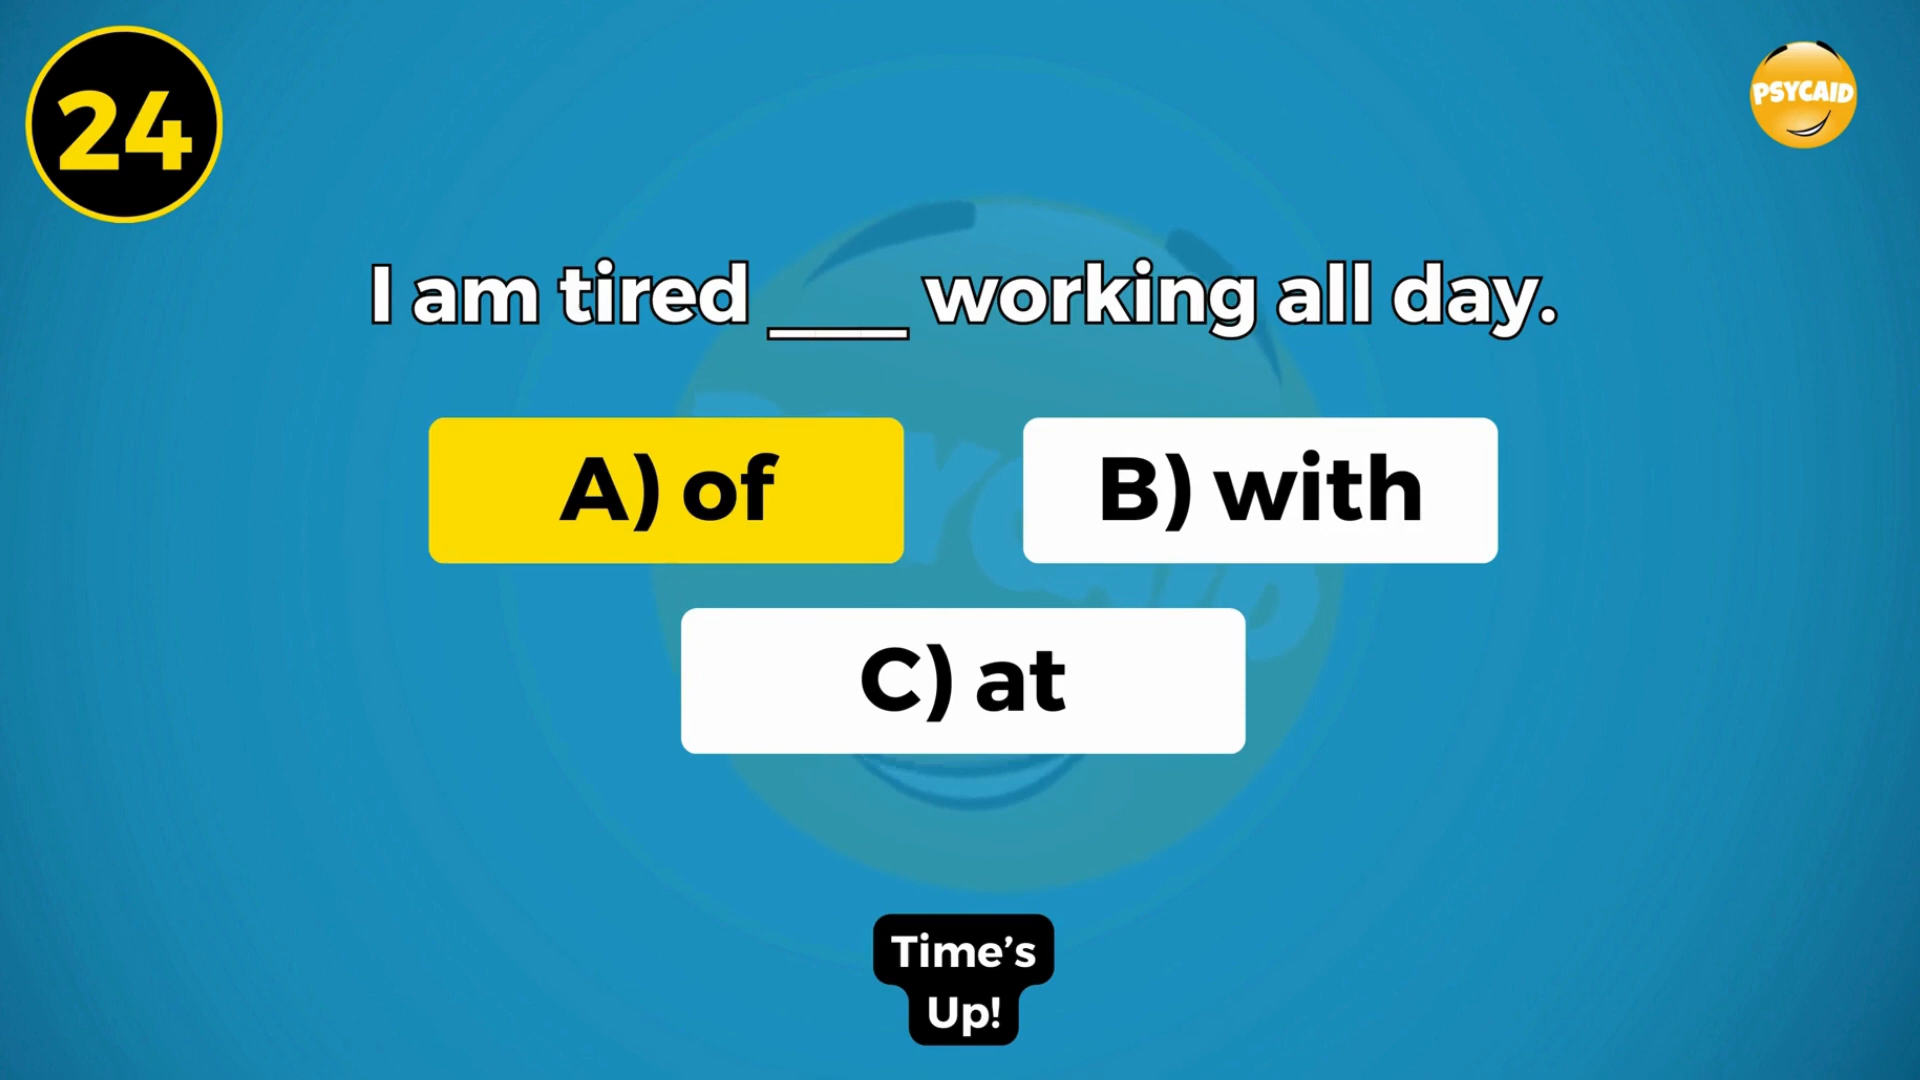 24
PSYCAID
I am tired ___ working all day.
A) of
B) with
C) at
Time’s
Up!